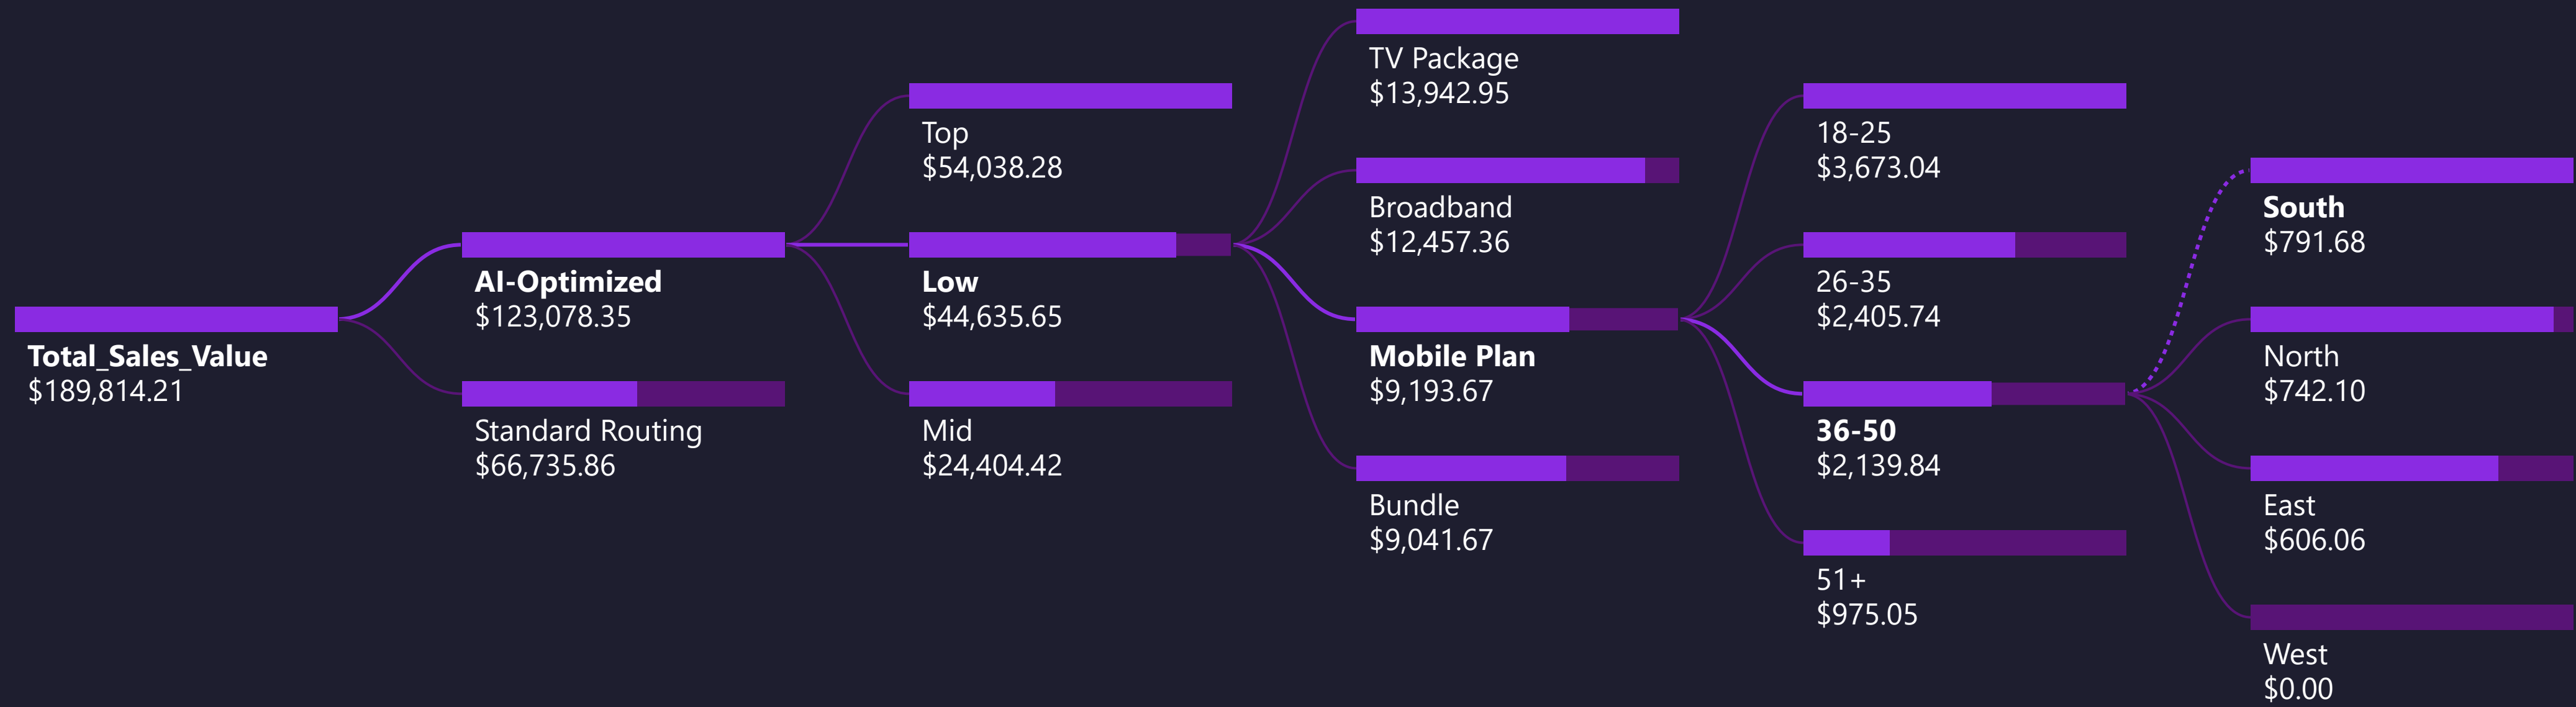 Total_Sales_Value
$189,814.21
AI-Optimized
$123,078.35
Standard Routing
$66,735.86
Top
$54,038.28
Low
$44,635.65
Mid
$24,404.42
TV Package
$13,942.95
Broadband
$12,457.36
Mobile Plan
$9,193.67
Bundle
$9,041.67
18-25
$3,673.04
26-35
$2,405.74
36-50
$2,139.84
51+
$975.05
South
$791.68
North
$742.10
East
$606.06
West
$0.00